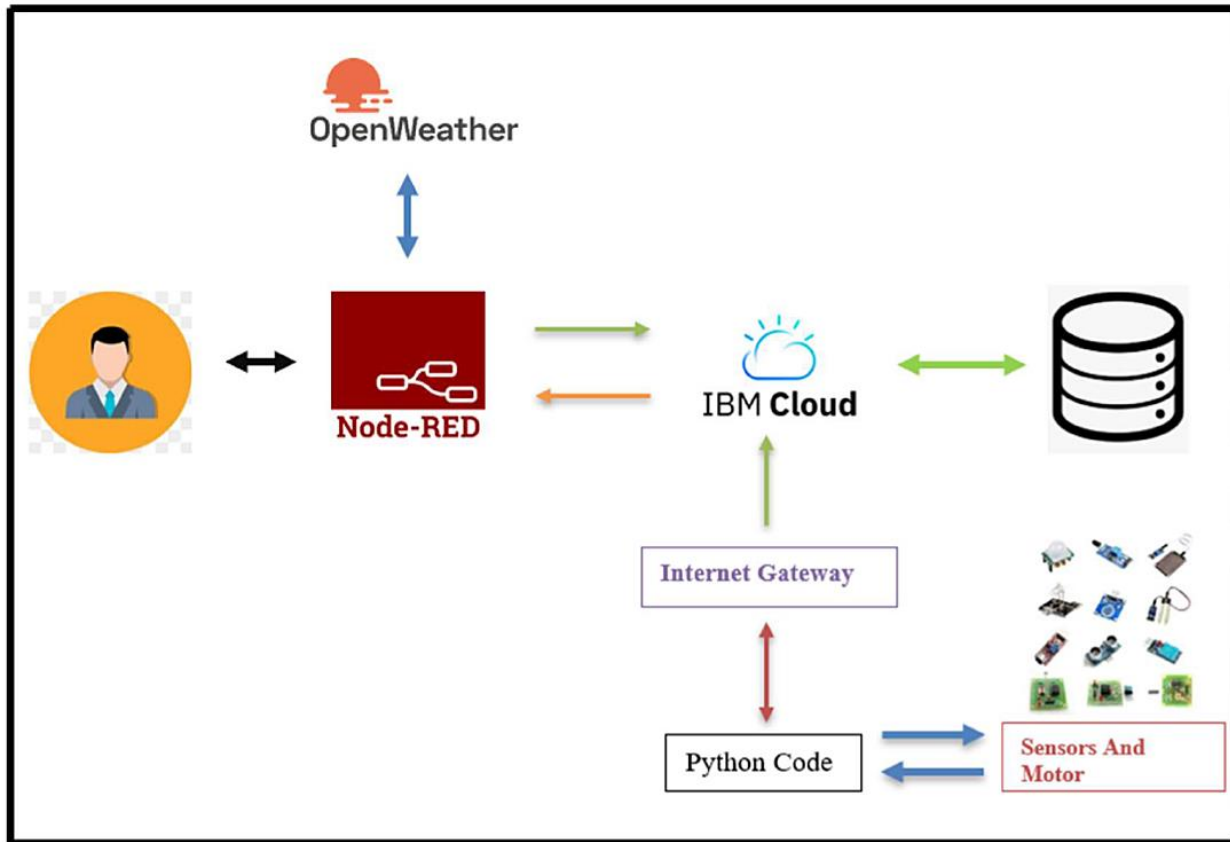 OpenWeather
Node-RED
IBM Cloud
Internet Gateway
Python Code
Sensors And
Motor